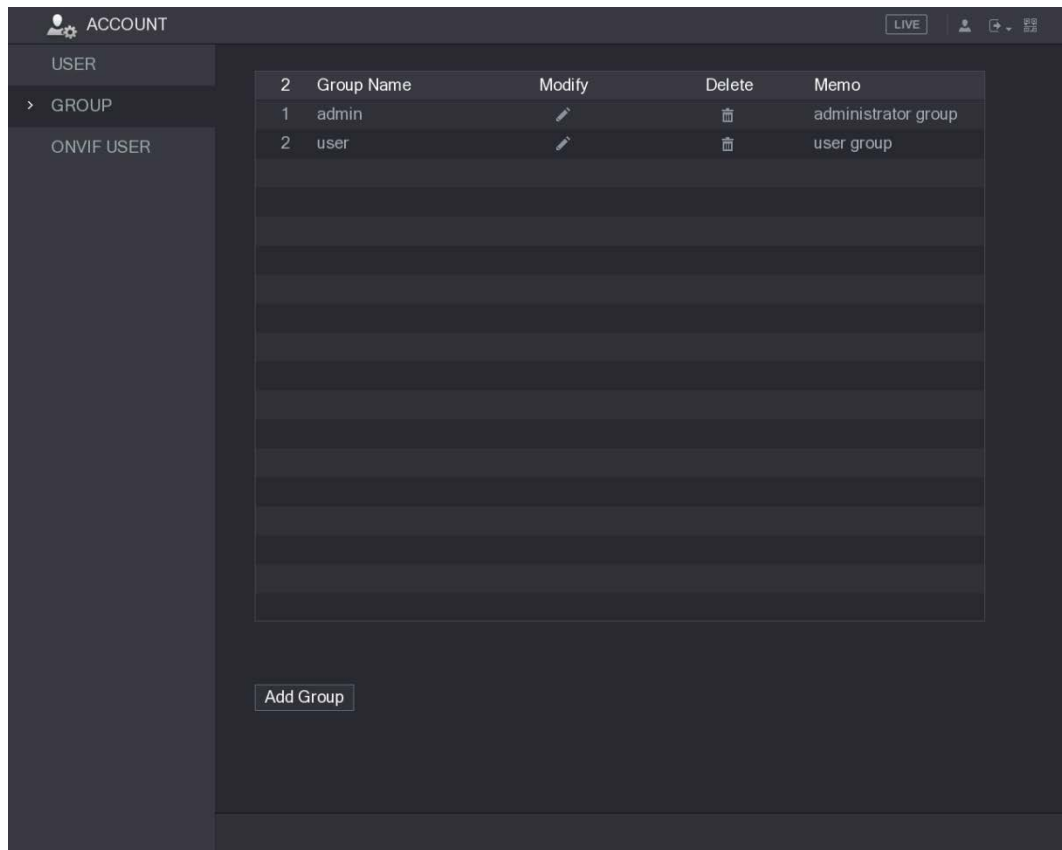 ACCOUNT LIVE
USER
GROUP
ONVIF USER
2 Group Name Modify Delete Memo
1 admin administrator group
2 user user group
Add Group